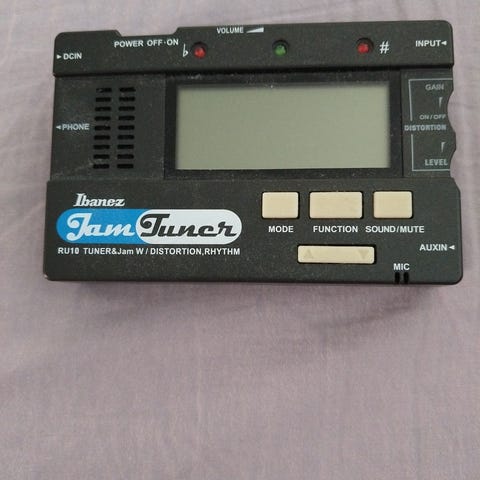 VOLUME
POWER OFF·ON
♭
#
INPUT◂
▸DCIN
GAIN
ON/OFF
DISTORTION
LEVEL
◂PHONE
Ibanez
Jam Tuner
RU10 TUNER&Jam W/ DISTORTION,RHYTHM
MODE FUNCTION SOUND/MUTE
AUXIN◂
MIC